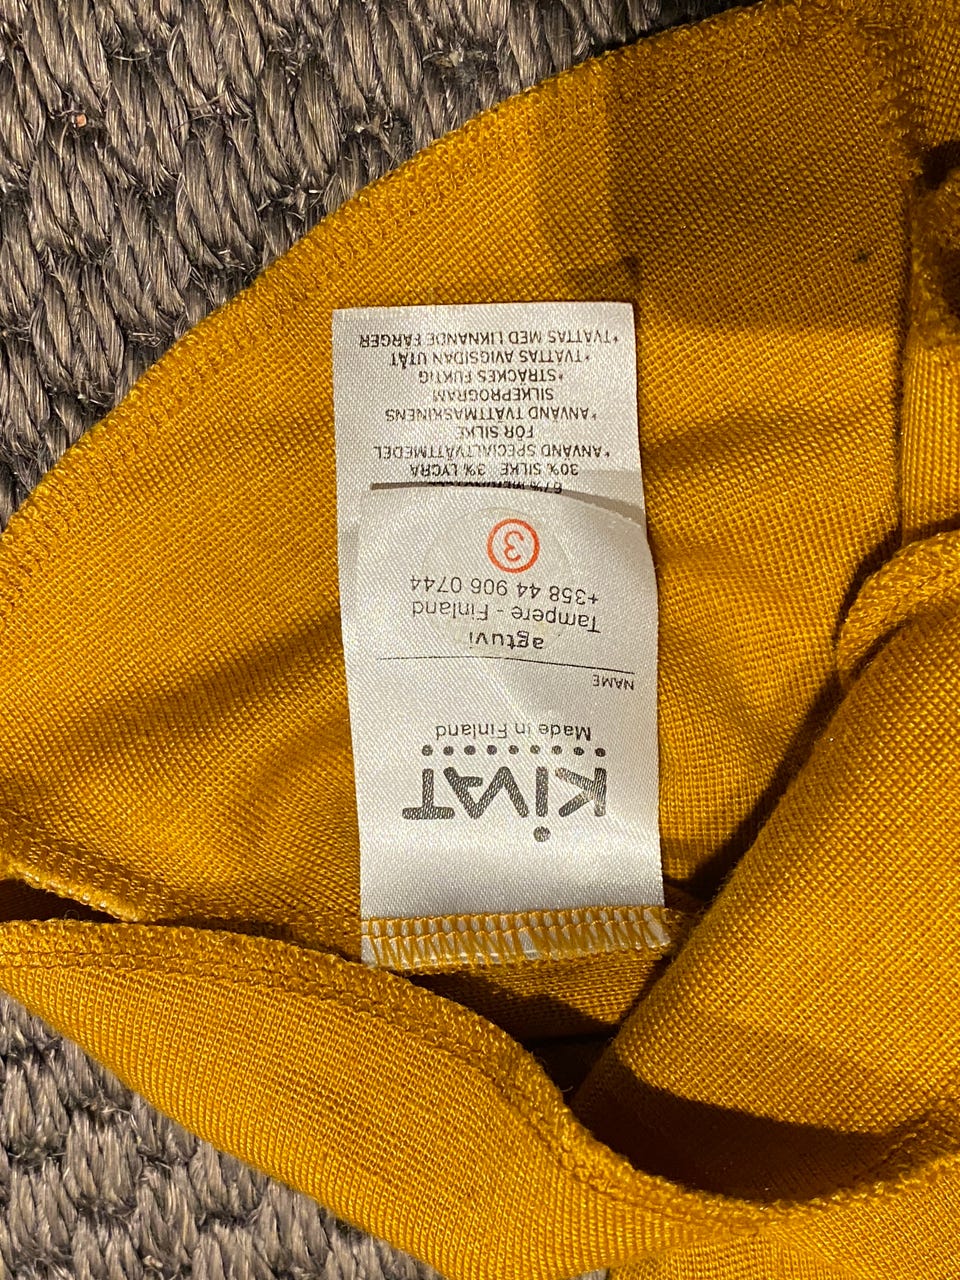 KiVAT
Made in Finland
NAME
agtuvi
Tampere - Finland
+358 44 906 0744
3
67%
30% SILKE 3% LYCRA
*ANVÄND SPECIALTVÄTTMEDEL
FÖR SILKE
*ANVÄND TVÄTTMASKINENS
SILKEPROGRAM
*STRÄCKES FUKTIG
*TVÄTTAS AVIGSIDAN UTÅT
*TVÄTTAS MED LIKNANDE FÄRGER